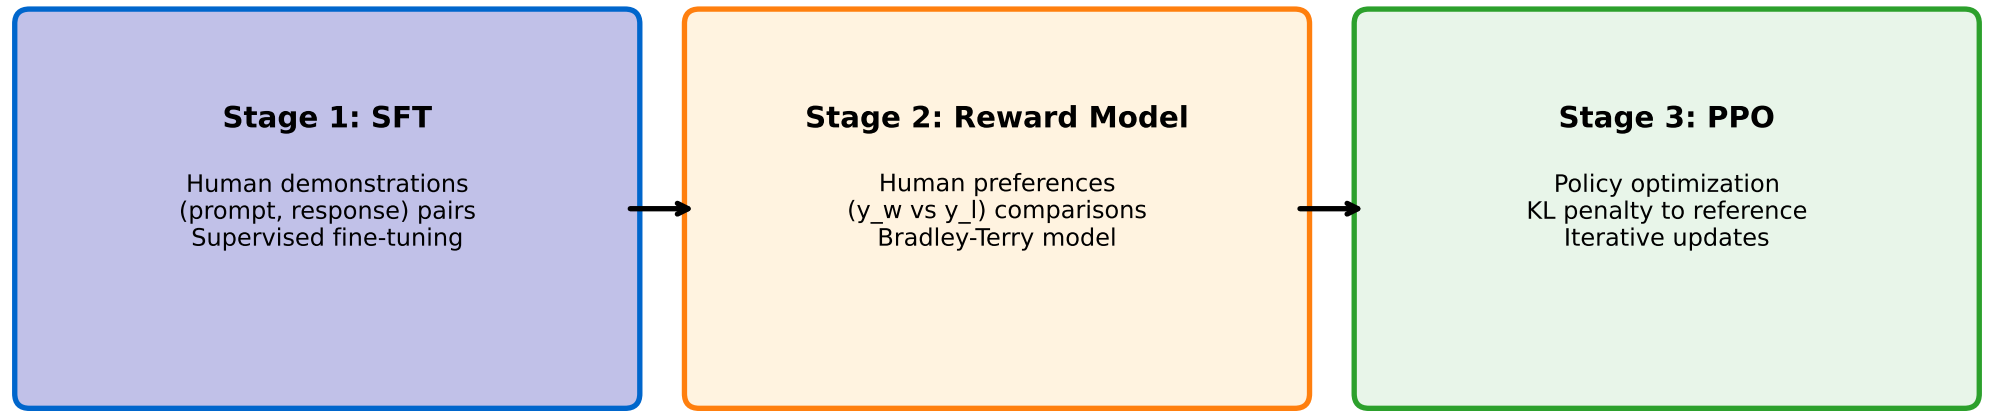 Stage 1: SFT
Human demonstrations
(prompt, response) pairs
Supervised fine-tuning
Stage 2: Reward Model
Human preferences
(y_w vs y_l) comparisons
Bradley-Terry model
Stage 3: PPO
Policy optimization
KL penalty to reference
Iterative updates